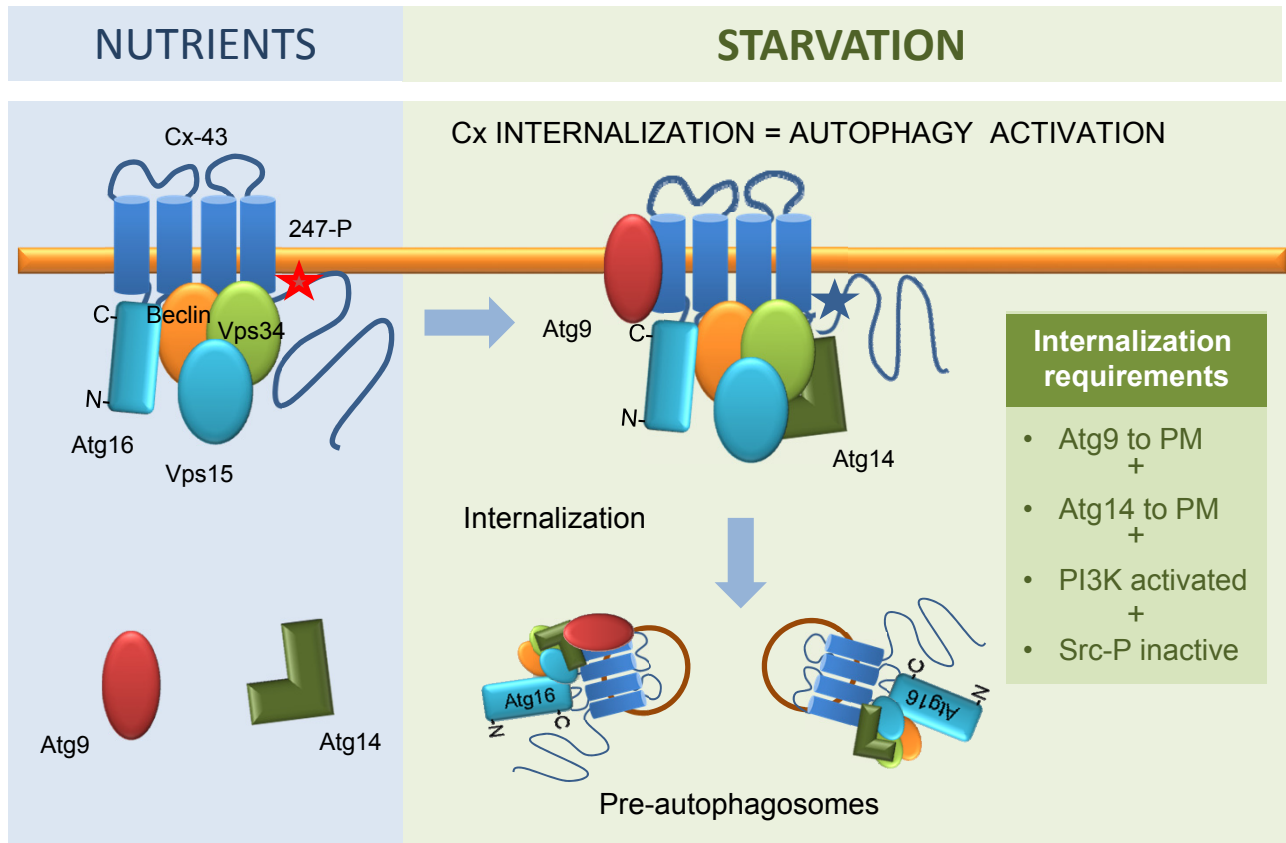 NUTRIENTS
STARVATION
Cx-43
247-P
C-
Beclin
Vps34
N-
Atg16
Vps15
Atg9
Atg14
Cx INTERNALIZATION = AUTOPHAGY ACTIVATION
Atg9
C-
N-
Atg14
Internalization
Atg16
N-
-C
Atg16
-C
N-
Pre-autophagosomes
Internalization
requirements
• Atg9 to PM
+
• Atg14 to PM
+
• PI3K activated
+
• Src-P inactive